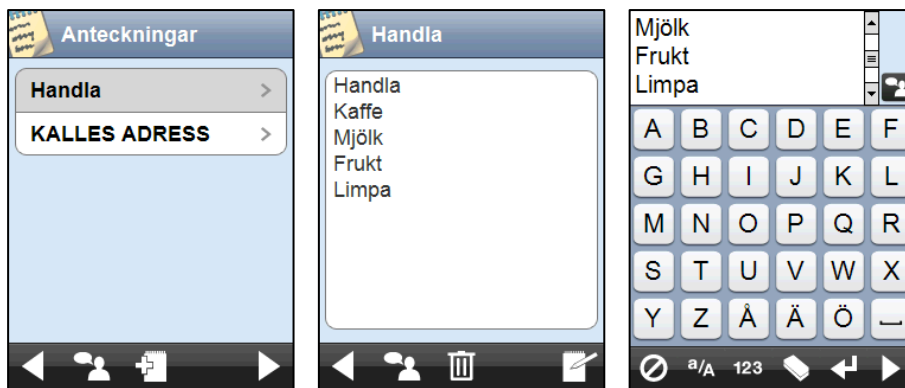 Anteckningar
Handla
KALLES ADRESS
Handla
Handla
Kaffe
Mjölk
Frukt
Limpa
Mjölk
Frukt
Limpa
A B C D E F
G H I J K L
M N O P Q R
S T U V W X
Y Z Å Ä Ö
a/A 123